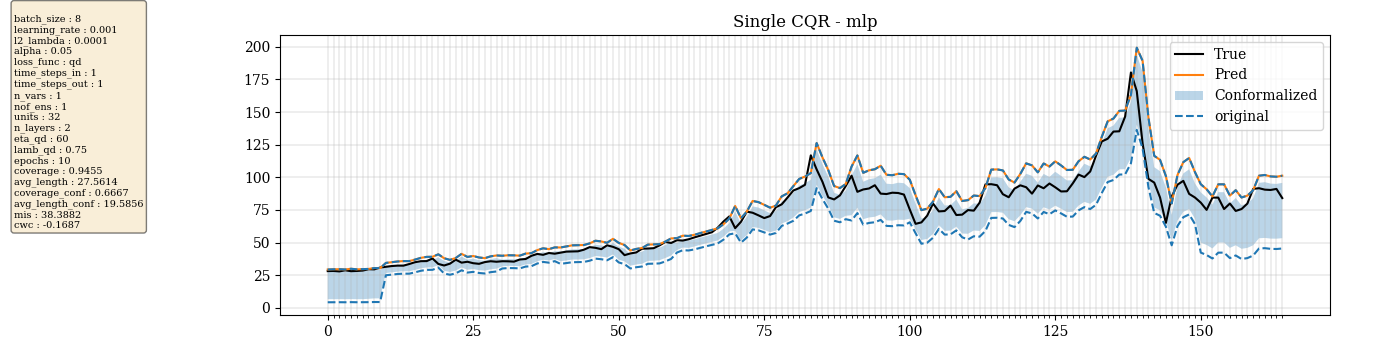 batch_size : 8
learning_rate : 0.001
l2_lambda : 0.0001
alpha : 0.05
loss_func : qd
time_steps_in : 1
time_steps_out : 1
n_vars : 1
nof_ens : 1
units : 32
n_layers : 2
eta_qd : 60
lamb_qd : 0.75
epochs : 10
coverage : 0.9455
avg_length : 27.5614
coverage_conf : 0.6667
avg_length_conf : 19.5856
mis : 38.3882
cwc : -0.1687
Single CQR - mlp
200
175
150
125
100
75
50
25
0
True
Pred
Conformalized
original
0 25 50 75 100 125 150